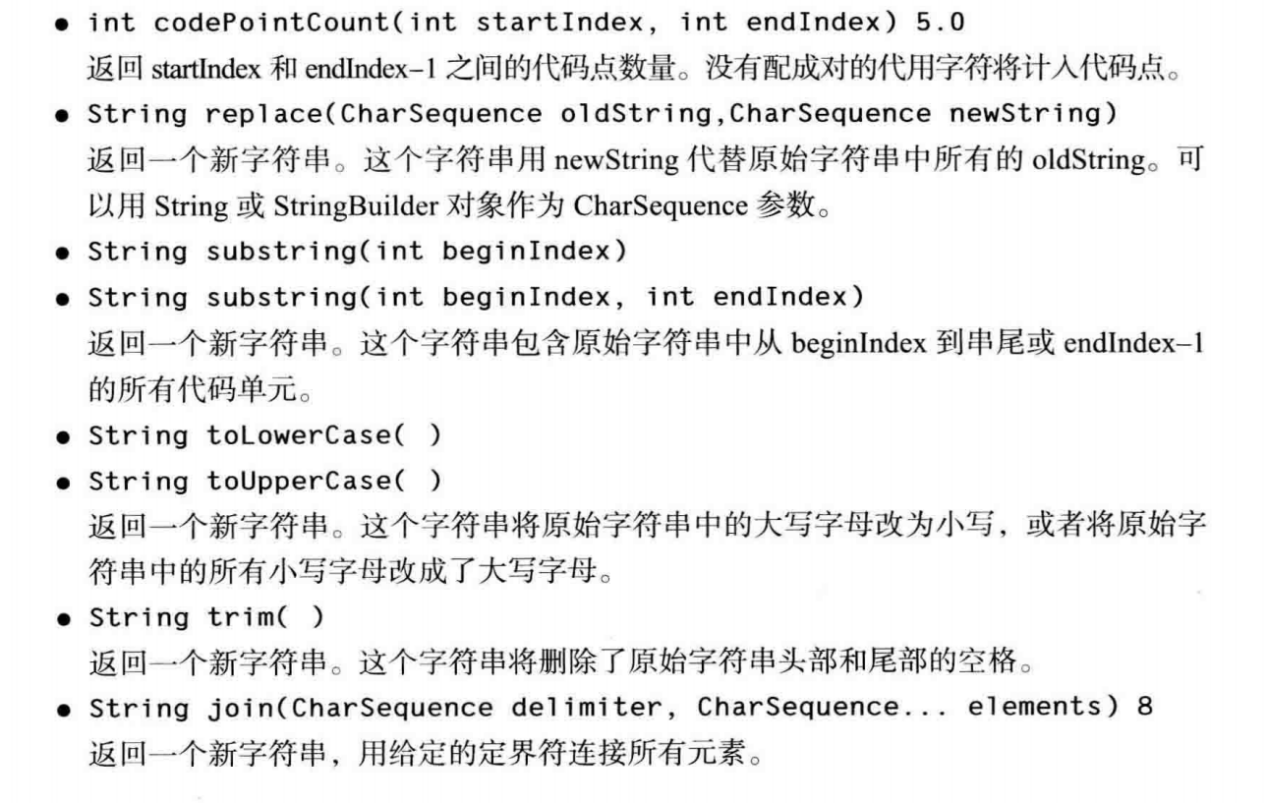 ● int codePointCount(int startIndex, int endIndex) 5.0
返回 startIndex 和 endIndex–1 之间的代码点数量。没有配成对的代用字符将计入代码点。
● String replace(CharSequence oldString,CharSequence newString)
返回一个新字符串。这个字符串用 newString 代替原始字符串中所有的 oldString。可
以用 String 或 StringBuilder 对象作为 CharSequence 参数。
● String substring(int beginIndex)
● String substring(int beginIndex, int endIndex)
返回一个新字符串。这个字符串包含原始字符串中从 beginIndex 到串尾或 endIndex–1
的所有代码单元。
● String toLowerCase( )
● String toUpperCase( )
返回一个新字符串。这个字符串将原始字符串中的大写字母改为小写，或者将原始字
符串中的所有小写字母改成了大写字母。
● String trim( )
返回一个新字符串。这个字符串将删除了原始字符串头部和尾部的空格。
● String join(CharSequence delimiter, CharSequence... elements) 8
返回一个新字符串，用给定的定界符连接所有元素。